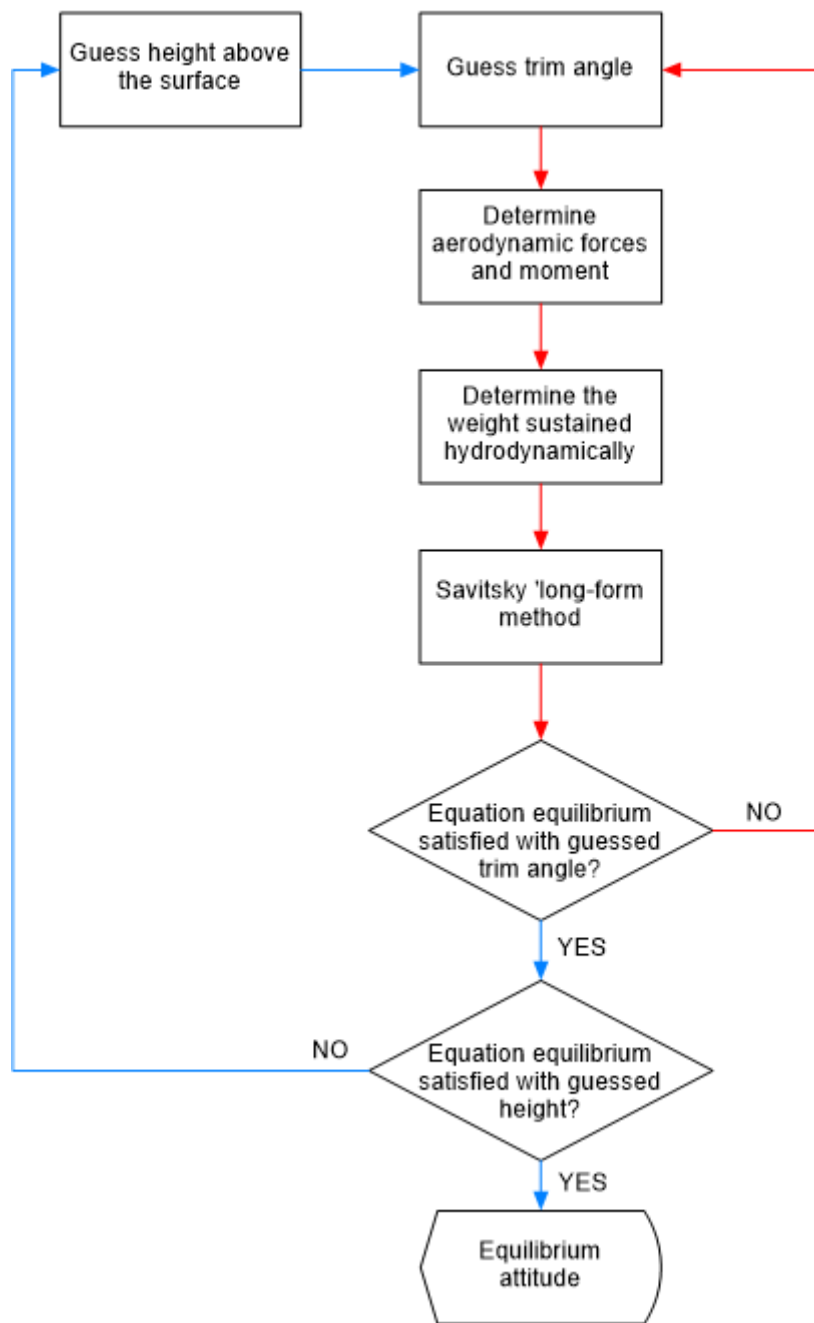 Guess height above
the surface
Guess trim angle
Determine
aerodynamic forces
and moment
Determine the
weight sustained
hydrodynamically
Savitsky 'long-form
method
Equation equilibrium
satisfied with guessed
trim angle?
NO
YES
Equation equilibrium
satisfied with guessed
height?
NO
YES
Equilibrium
attitude